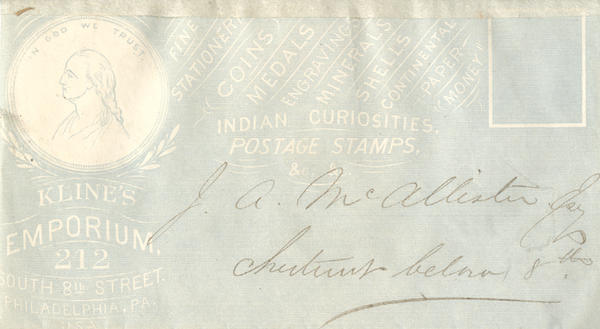 IN GOD WE TRUST.
FINE
STATIONERY
COINS
MEDALS
ENGRAVINGS
MINERALS
SHELLS
CONTINENTAL
PAPER
"MONEY"
INDIAN CURIOSITIES,
POSTAGE STAMPS,
&c. &c.
KLINE'S
EMPORIUM,
212
SOUTH 8th STREET.
PHILADELPHIA, PA.
U.S.A.
J. A. McAllister Esq
Chestnut below 8th